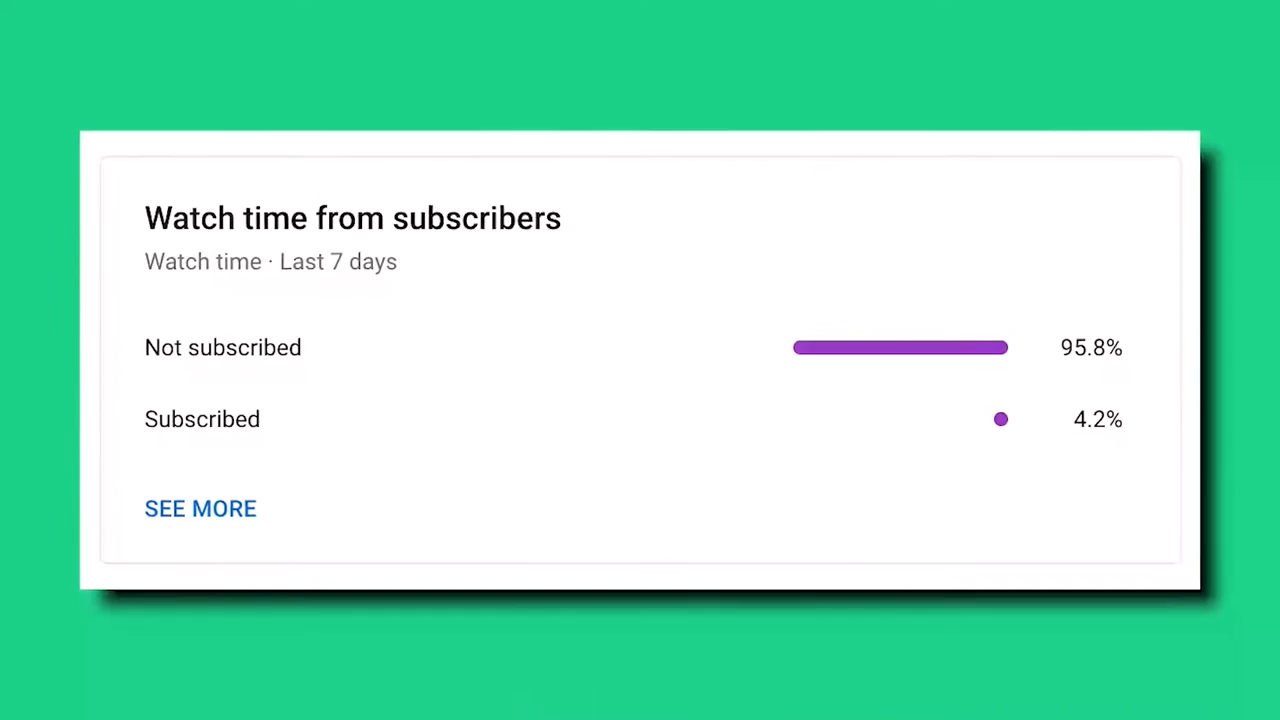 Watch time from subscribers
Watch time · Last 7 days
Not subscribed 95.8%
Subscribed 4.2%
SEE MORE